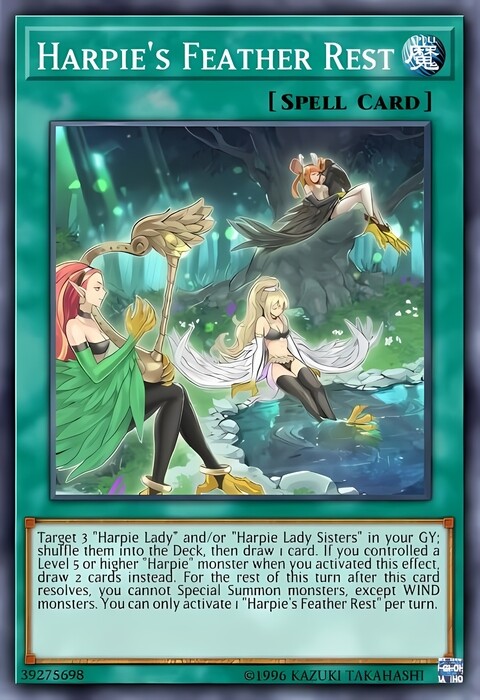 HARPIE'S FEATHER REST
魔
[SPELL CARD]
Target 3 "Harpie Lady" and/or "Harpie Lady Sisters" in your GY;
shuffle them into the Deck, then draw 1 card. If you controlled a
Level 5 or higher "Harpie" monster when you activated this effect,
draw 2 cards instead. For the rest of this turn after this card
resolves, you cannot Special Summon monsters, except WIND
monsters. You can only activate 1 "Harpie's Feather Rest" per turn.
39275698
©1996 KAZUKI TAKAHASHI